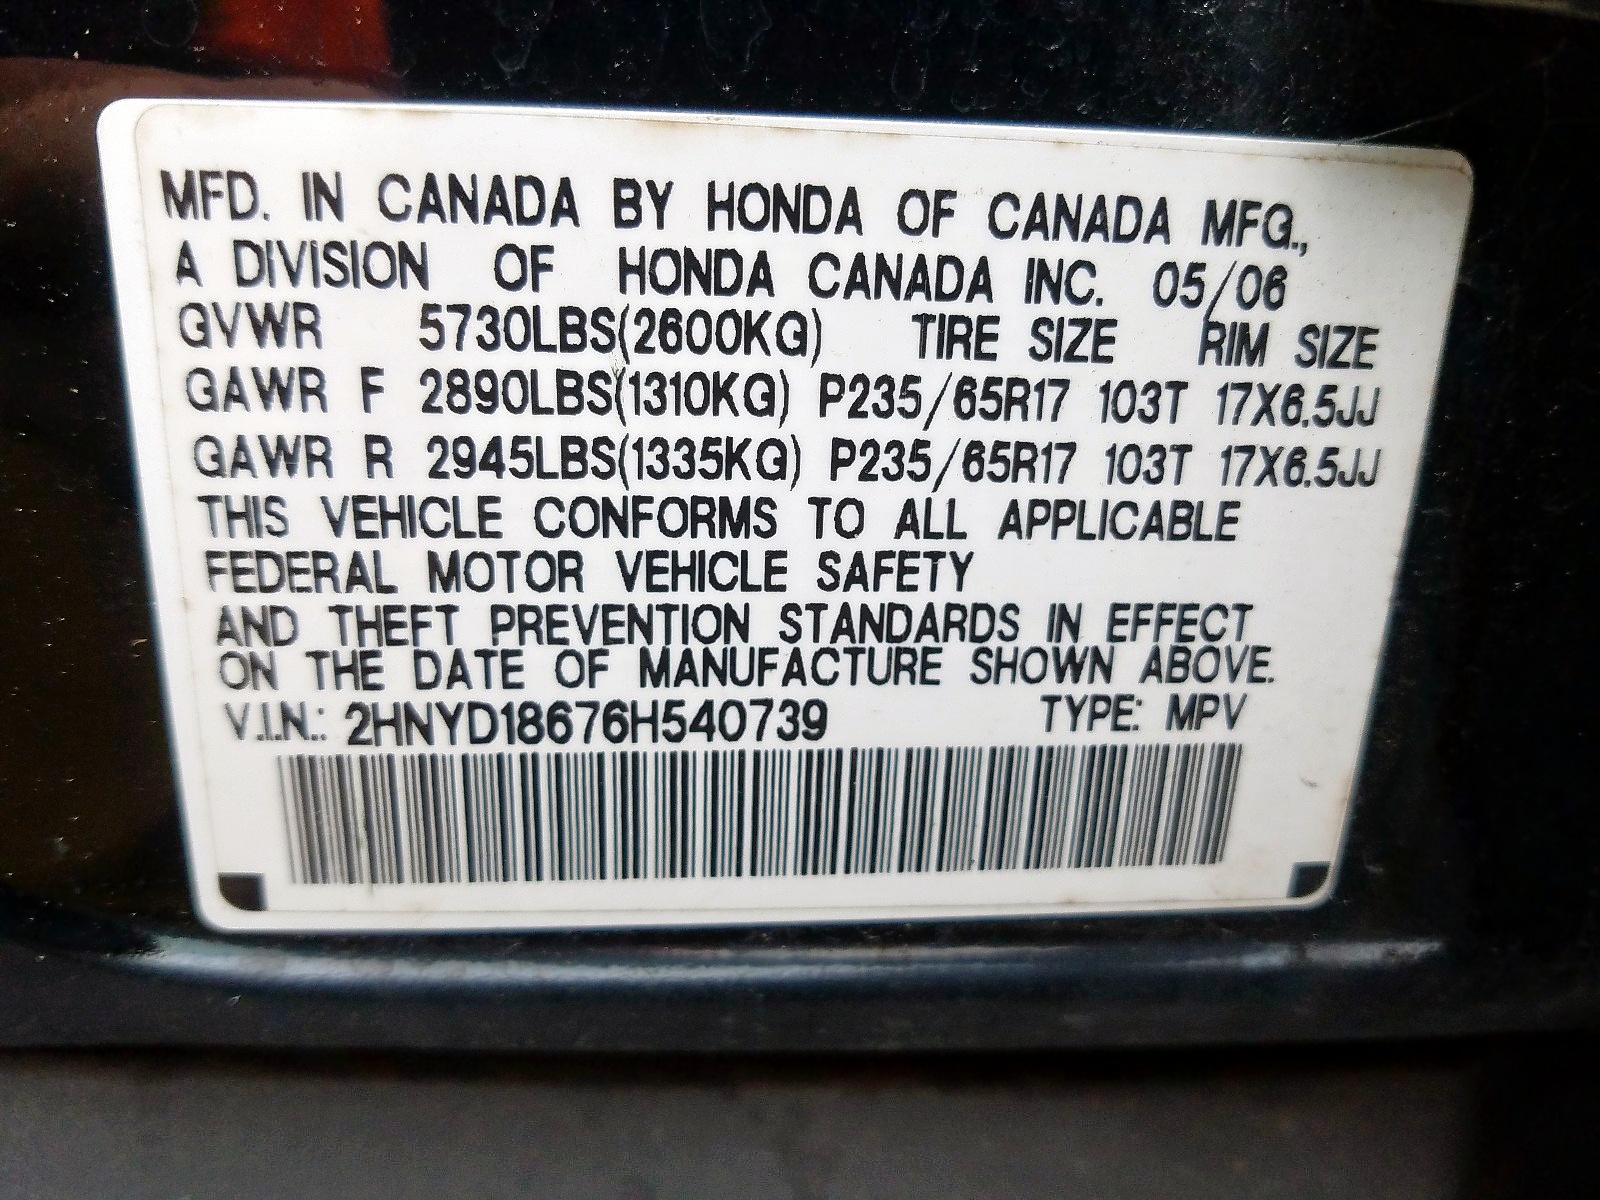 MFD. IN CANADA BY HONDA OF CANADA MFG.,
A DIVISION OF HONDA CANADA INC. 05/06
GVWR 5730LBS(2600KG) TIRE SIZE RIM SIZE
GAWR F 2890LBS(1310KG) P235/65R17 103T 17X6.5JJ
GAWR R 2945LBS(1335KG) P235/65R17 103T 17X6.5JJ
THIS VEHICLE CONFORMS TO ALL APPLICABLE
FEDERAL MOTOR VEHICLE SAFETY
AND THEFT PREVENTION STANDARDS IN EFFECT
ON THE DATE OF MANUFACTURE SHOWN ABOVE.
V.I.N.: 2HNYD18676H540739 TYPE: MPV